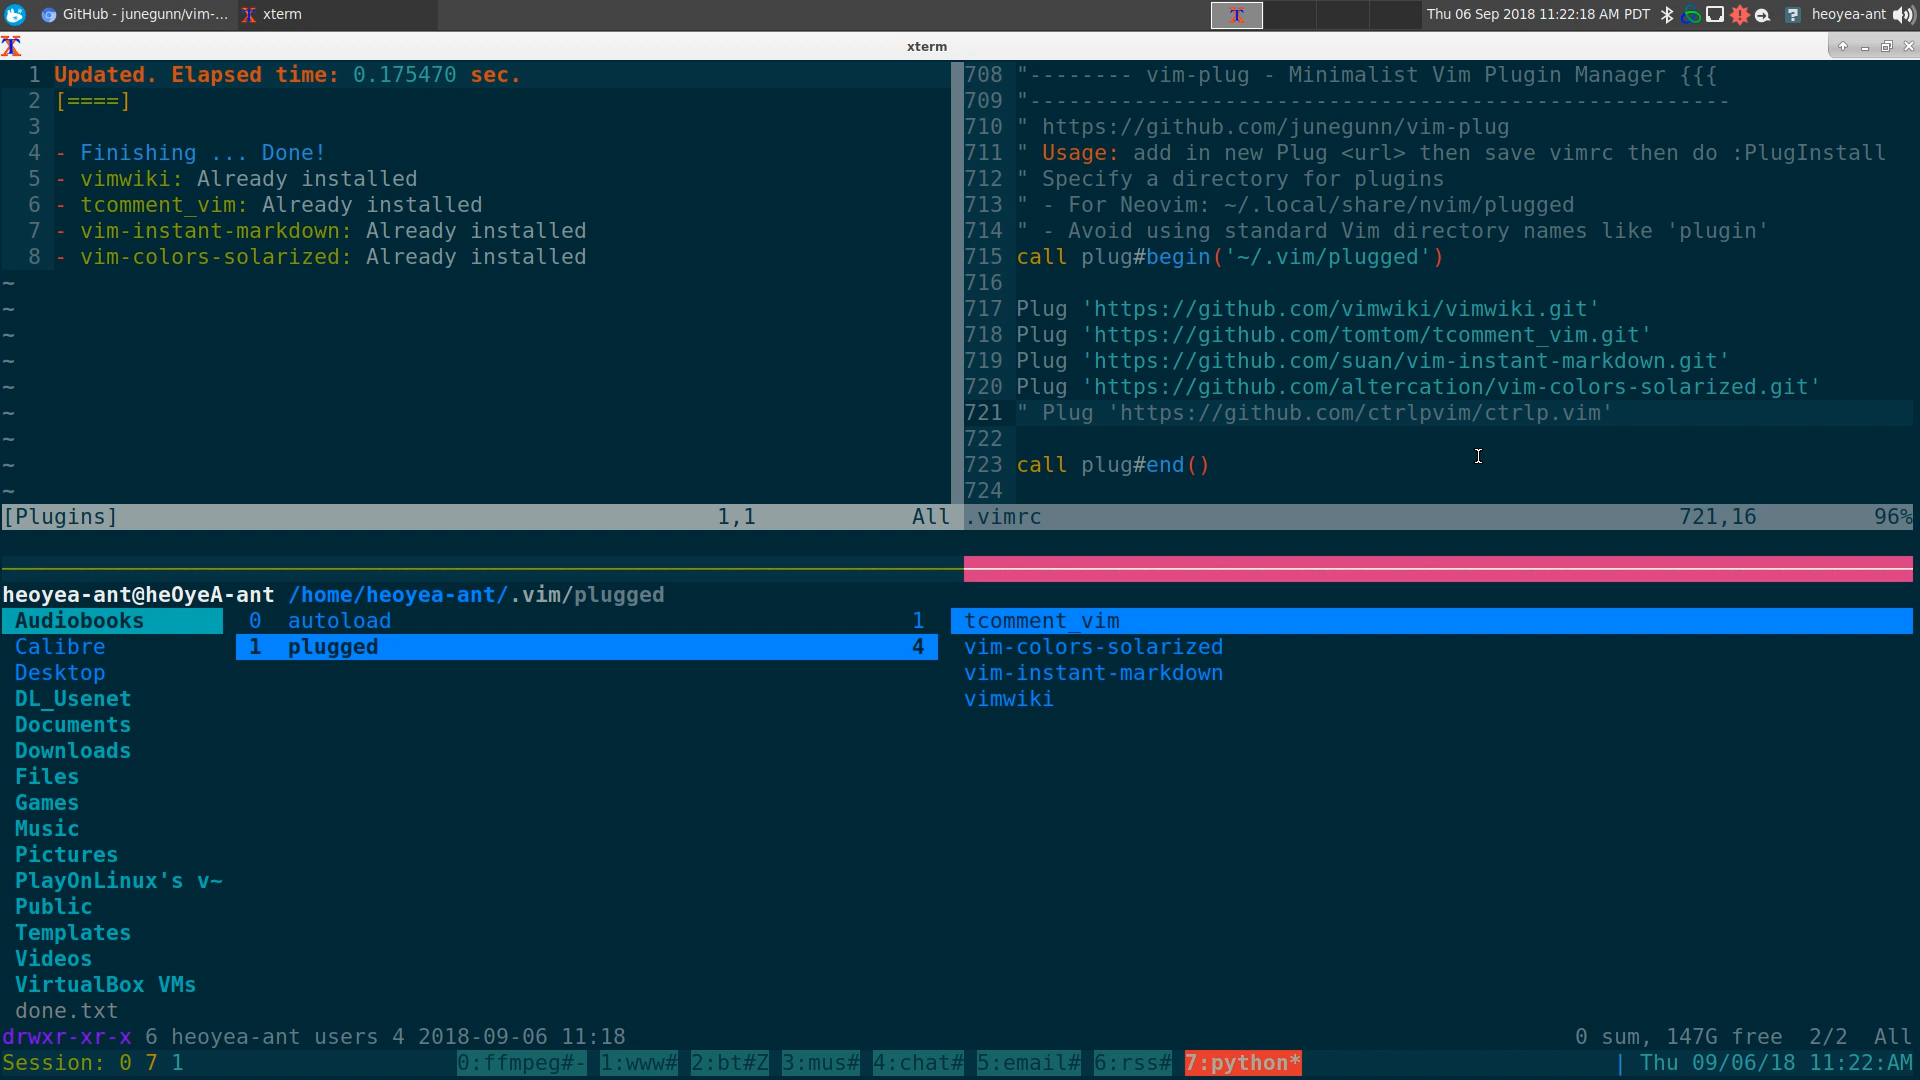 GitHub - junegunn/vim-... xterm Thu 06 Sep 2018 11:22:18 AM PDT heoyea-ant
xterm
1 Updated. Elapsed time: 0.175470 sec.
2 [====]
3
4 - Finishing ... Done!
5 - vimwiki: Already installed
6 - tcomment_vim: Already installed
7 - vim-instant-markdown: Already installed
8 - vim-colors-solarized: Already installed
~
~
~
~
~
~
~
~
~
[Plugins] 1,1 All
708 "-------- vim-plug - Minimalist Vim Plugin Manager {{{
709 "------------------------------------------------------
710 " https://github.com/junegunn/vim-plug
711 " Usage: add in new Plug <url> then save vimrc then do :PlugInstall
712 " Specify a directory for plugins
713 " - For Neovim: ~/.local/share/nvim/plugged
714 " - Avoid using standard Vim directory names like 'plugin'
715 call plug#begin('~/.vim/plugged')
716
717 Plug 'https://github.com/vimwiki/vimwiki.git'
718 Plug 'https://github.com/tomtom/tcomment_vim.git'
719 Plug 'https://github.com/suan/vim-instant-markdown.git'
720 Plug 'https://github.com/altercation/vim-colors-solarized.git'
721 " Plug 'https://github.com/ctrlpvim/ctrlp.vim'
722
723 call plug#end()
724
.vimrc 721,16 96%
heoyea-ant@heOyeA-ant /home/heoyea-ant/.vim/plugged
Audiobooks
Calibre
Desktop
DL_Usenet
Documents
Downloads
Files
Games
Music
Pictures
PlayOnLinux's v~
Public
Templates
Videos
VirtualBox VMs
done.txt
0 autoload 1
1 plugged 4
tcomment_vim
vim-colors-solarized
vim-instant-markdown
vimwiki
drwxr-xr-x 6 heoyea-ant users 4 2018-09-06 11:18 0 sum, 147G free 2/2 All
Session: 0 7 1 0:ffmpeg#- 1:www# 2:bt#Z 3:mus# 4:chat# 5:email# 6:rss# 7:python* | Thu 09/06/18 11:22:AM